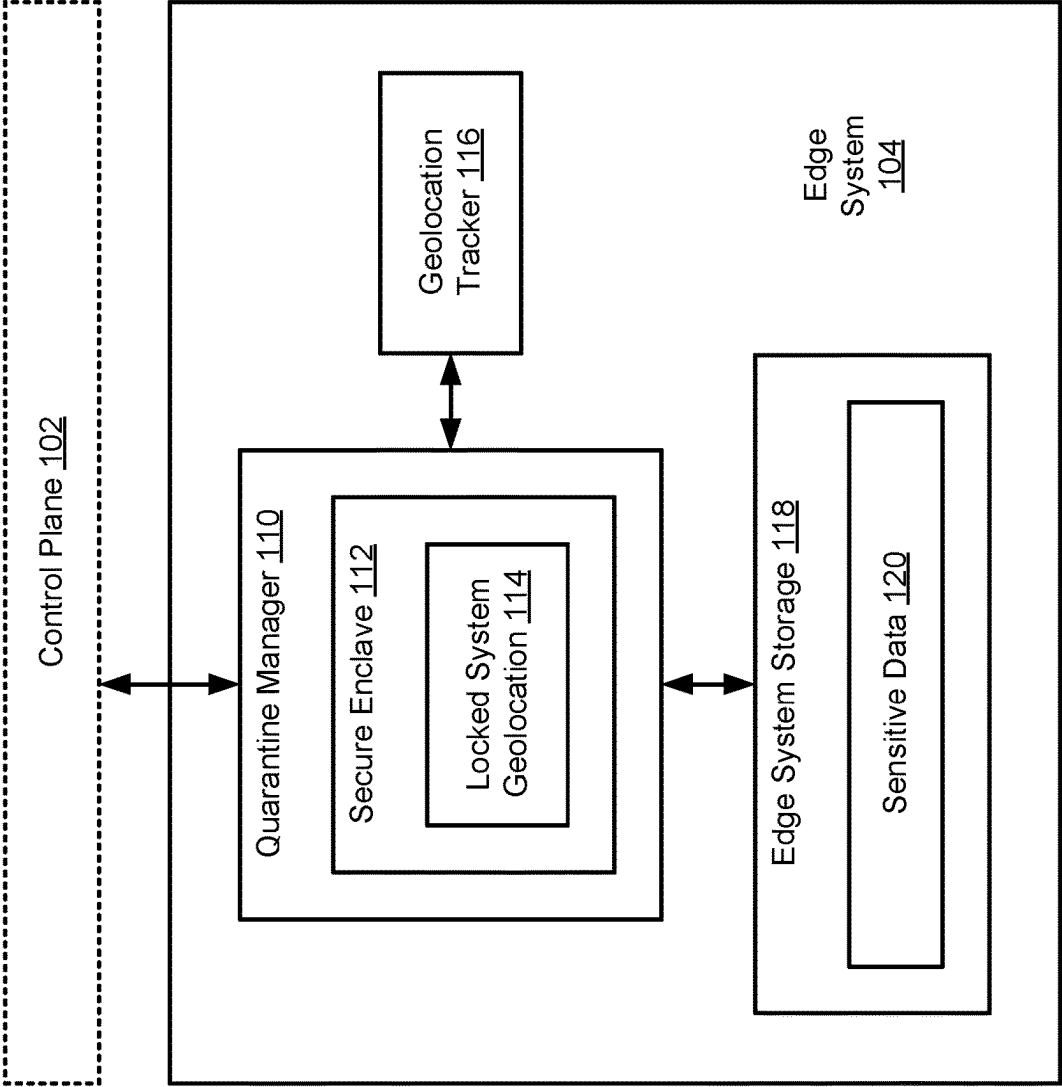 Control Plane 102
Quarantine Manager 110
Secure Enclave 112
Locked System
Geolocation 114
Geolocation
Tracker 116
Edge System Storage 118
Sensitive Data 120
Edge
System
104